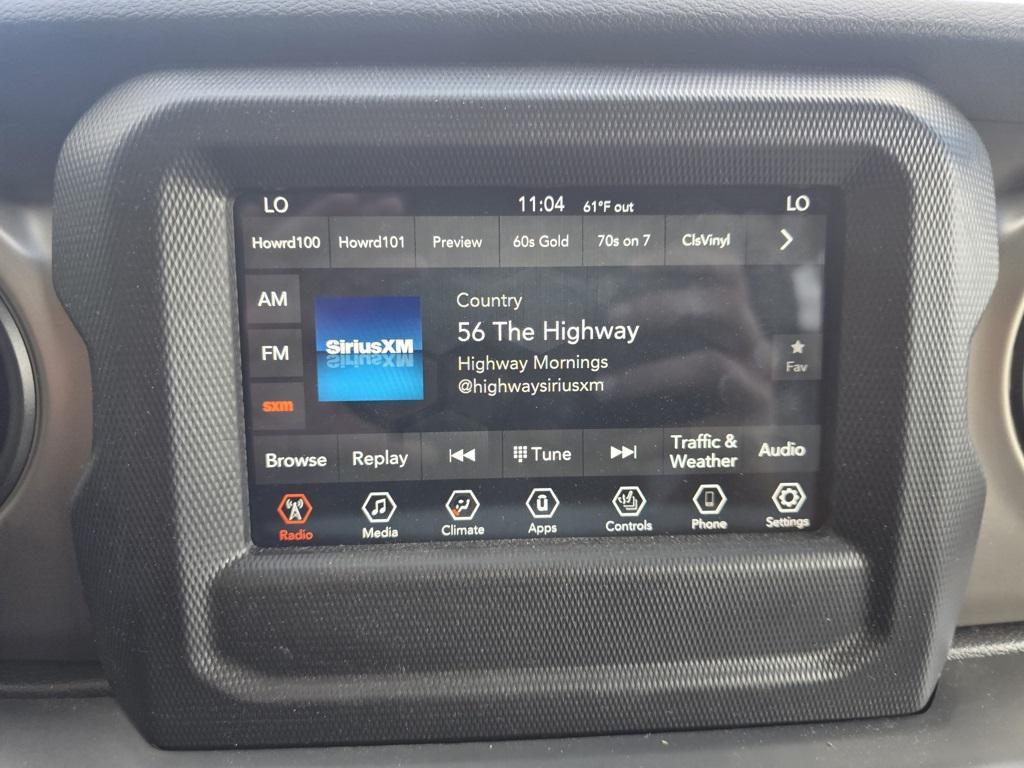 LO 11:04 61°F out LO
Howrd100 Howrd101 Preview 60s Gold 70s on 7 ClsVinyl
AM
FM
sxm
SiriusXM
Country
56 The Highway
Highway Mornings
@highwaysiriusxm
Fav
Browse Replay Tune Traffic & Weather Audio
Radio Media Climate Apps Controls Phone Settings